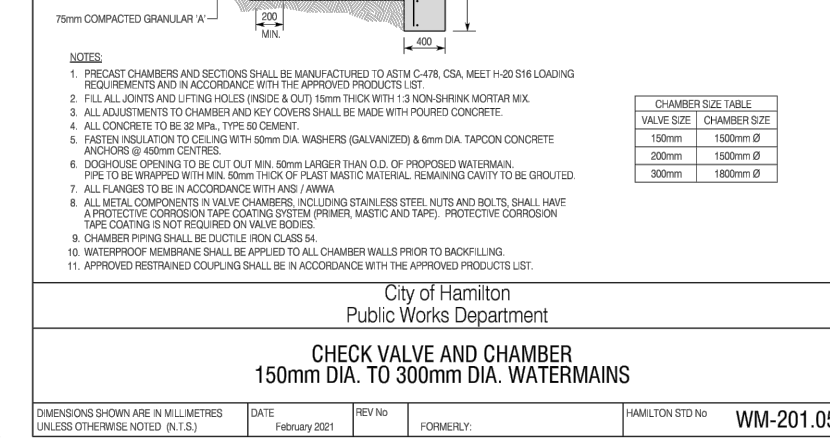 75mm COMPACTED GRANULAR 'A'
200
MIN.
400
NOTES:
1. PRECAST CHAMBERS AND SECTIONS SHALL BE MANUFACTURED TO ASTM C-478, CSA, MEET H-20 S16 LOADING
REQUIREMENTS AND IN ACCORDANCE WITH THE APPROVED PRODUCTS LIST.
2. FILL ALL JOINTS AND LIFTING HOLES (INSIDE & OUT) 15mm THICK WITH 1:3 NON-SHRINK MORTAR MIX.
3. ALL ADJUSTMENTS TO CHAMBER AND KEY COVERS SHALL BE MADE WITH POURED CONCRETE.
4. ALL CONCRETE TO BE 32 MPa., TYPE 50 CEMENT.
5. FASTEN INSULATION TO CEILING WITH 50mm DIA. WASHERS (GALVANIZED) & 6mm DIA. TAPCON CONCRETE
ANCHORS @ 450mm CENTRES.
6. DOGHOUSE OPENING TO BE CUT OUT MIN. 50mm LARGER THAN O.D. OF PROPOSED WATERMAIN.
PIPE TO BE WRAPPED WITH MIN. 50mm THICK OF PLAST MASTIC MATERIAL. REMAINING CAVITY TO BE GROUTED.
7. ALL FLANGES TO BE IN ACCORDANCE WITH ANSI / AWWA
8. ALL METAL COMPONENTS IN VALVE CHAMBERS, INCLUDING STAINLESS STEEL NUTS AND BOLTS, SHALL HAVE
A PROTECTIVE CORROSION TAPE COATING SYSTEM (PRIMER, MASTIC AND TAPE). PROTECTIVE CORROSION
TAPE COATING IS NOT REQUIRED ON VALVE BODIES.
9. CHAMBER PIPING SHALL BE DUCTILE IRON CLASS 54.
10. WATERPROOF MEMBRANE SHALL BE APPLIED TO ALL CHAMBER WALLS PRIOR TO BACKFILLING.
11. APPROVED RESTRAINED COUPLING SHALL BE IN ACCORDANCE WITH THE APPROVED PRODUCTS LIST.
CHAMBER SIZE TABLE
VALVE SIZE CHAMBER SIZE
150mm 1500mm Ø
200mm 1500mm Ø
300mm 1800mm Ø
City of Hamilton
Public Works Department
CHECK VALVE AND CHAMBER
150mm DIA. TO 300mm DIA. WATERMAINS
DIMENSIONS SHOWN ARE IN MILLIMETRES
UNLESS OTHERWISE NOTED (N.T.S.)
DATE
February 2021
REV No
FORMERLY:
HAMILTON STD No
WM-201.05